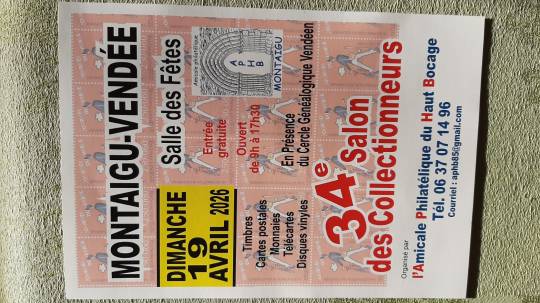 MONTAIGU-VENDÉE
DIMANCHE
19
AVRIL 2026
Salle des Fêtes
Entrée
gratuite
Ouvert
de 9h à 17h30
A P H B
MONTAIGU
Timbres
Cartes postales
Monnaies
Télécartes
Disques vinyles
En Présence
du Cercle Généalogique Vendéen
34e Salon
des Collectionneurs
Organisé par
l'Amicale Philatélique du Haut Bocage
Tél. 06 37 07 14 96
Courriel : aphb85@gmail.com